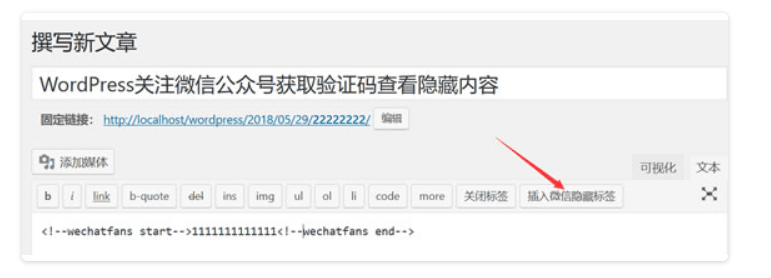 撰写新文章
WordPress关注微信公众号获取验证码查看隐藏内容
固定链接： http://localhost/wordpress/2018/05/29/22222222/ 编辑
添加媒体 可视化 文本
b i link b-quote del ins img ul ol li code more 关闭标签 插入微信隐藏标签
<!--wechatfans start-->1111111111111<!--wechatfans end-->